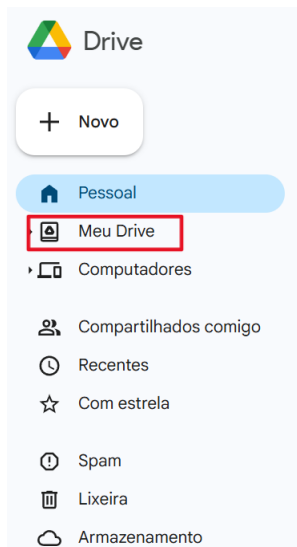 Drive
Novo
Pessoal
Meu Drive
Computadores
Compartilhados comigo
Recentes
Com estrela
Spam
Lixeira
Armazenamento